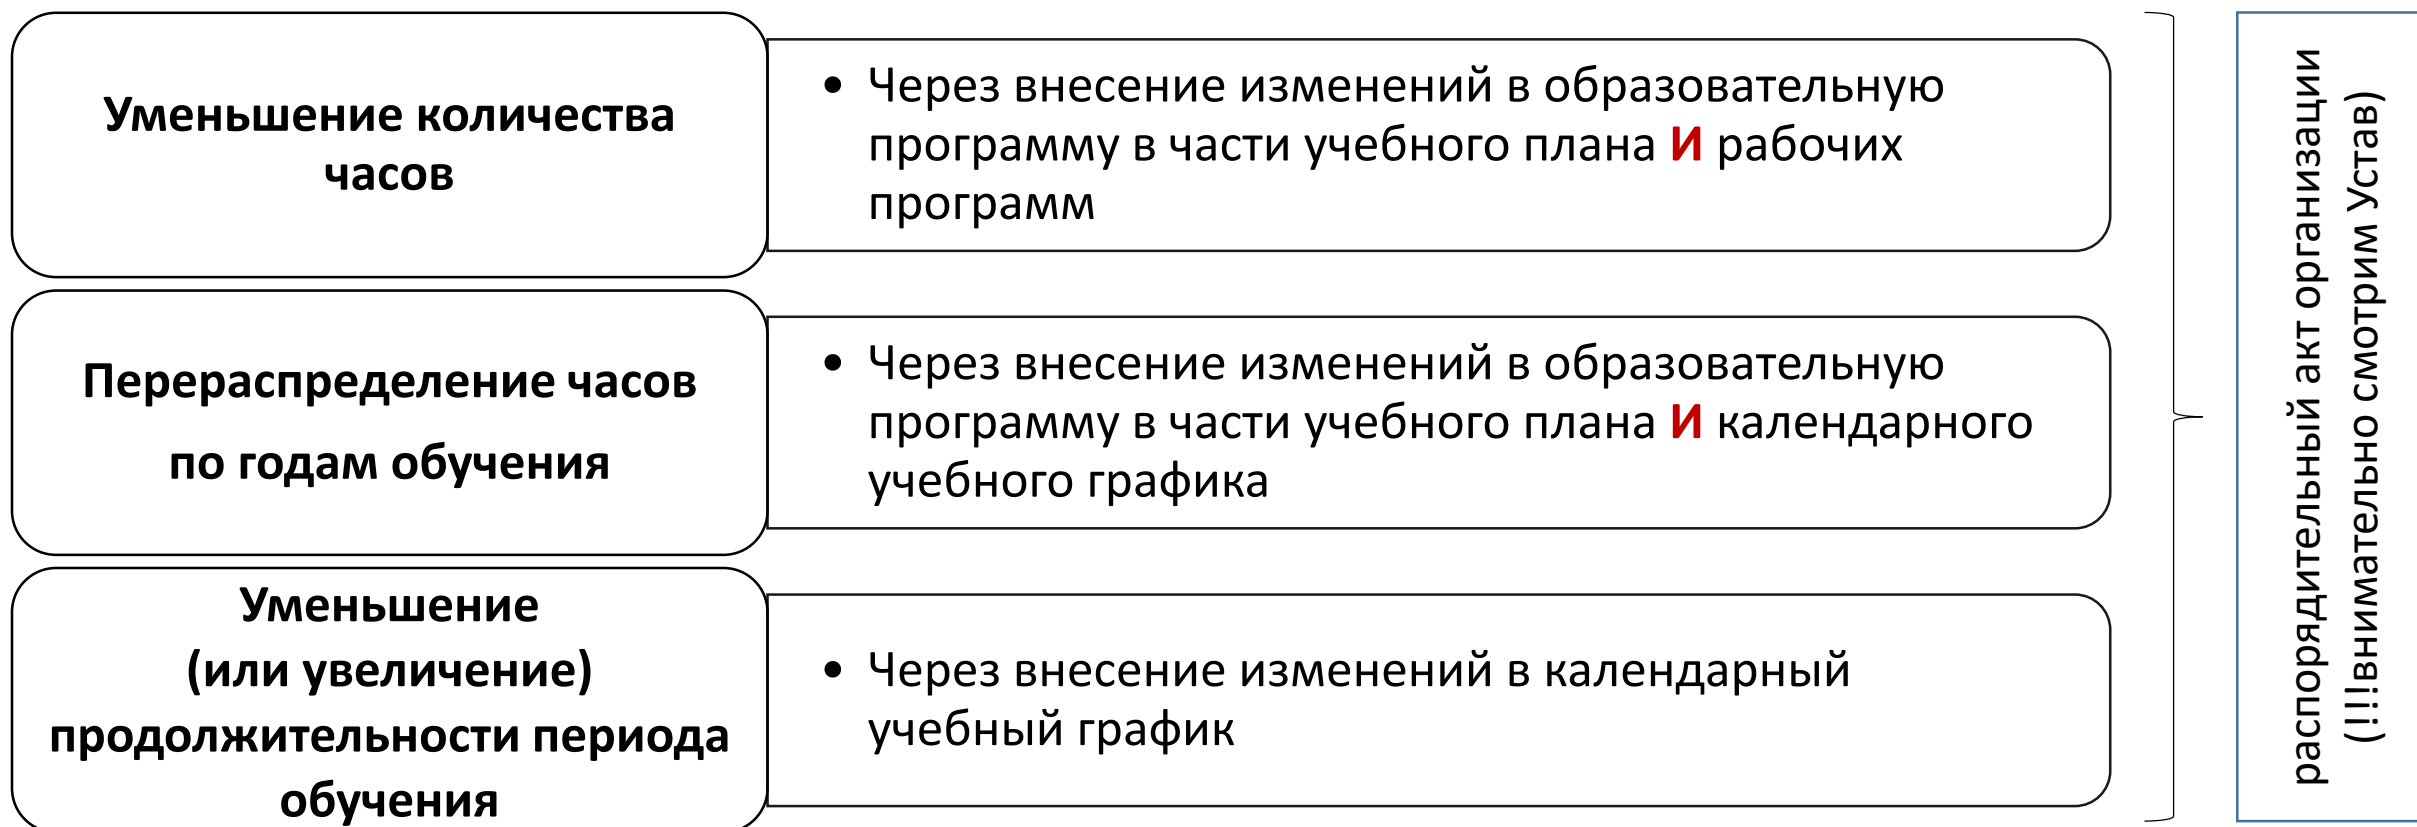 Уменьшение количества
часов
• Через внесение изменений в образовательную
программу в части учебного плана И рабочих
программ
Перераспределение часов
по годам обучения
• Через внесение изменений в образовательную
программу в части учебного плана И календарного
учебного графика
Уменьшение
(или увеличение)
продолжительности периода
обучения
• Через внесение изменений в календарный
учебный график
распорядительный акт организации
(!!!внимательно смотрим Устав)